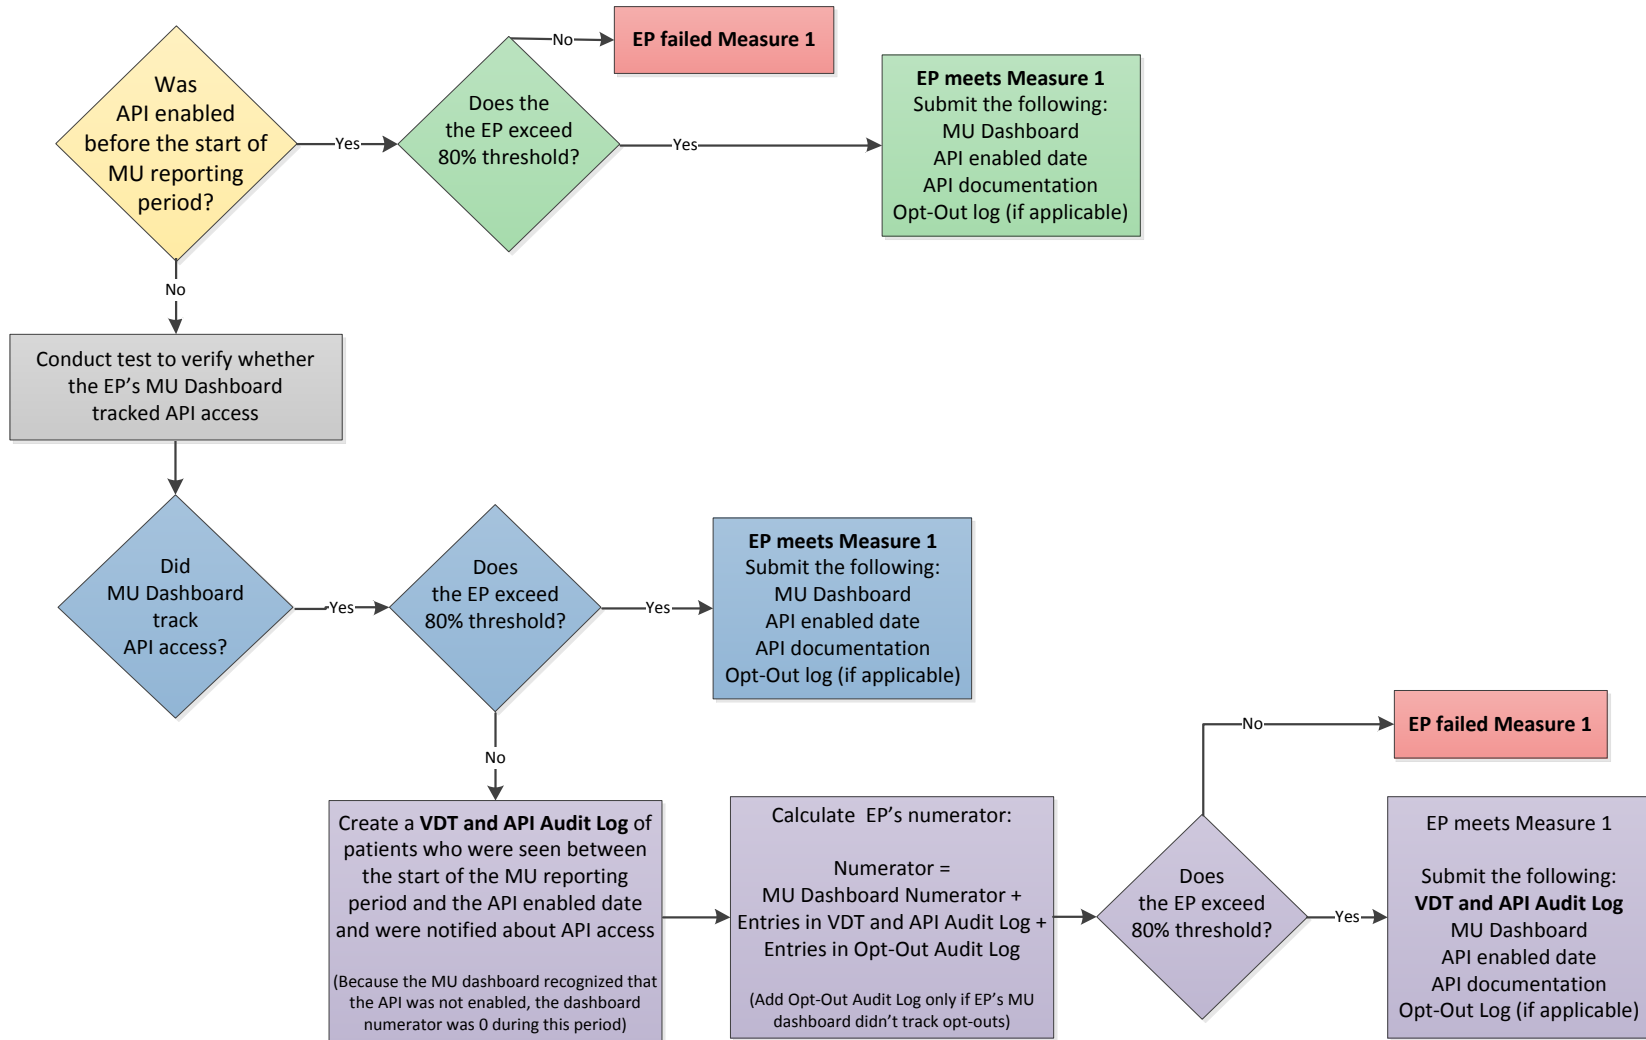 Was
API enabled
before the start of
MU reporting
period?
Yes
Does the
the EP exceed
80% threshold?
No
EP failed Measure 1
Yes
EP meets Measure 1
Submit the following:
MU Dashboard
API enabled date
API documentation
Opt-Out log (if applicable)
No
Conduct test to verify whether
the EP’s MU Dashboard
tracked API access
Did
MU Dashboard
track
API access?
Yes
Does
the EP exceed
80% threshold?
Yes
EP meets Measure 1
Submit the following:
MU Dashboard
API enabled date
API documentation
Opt-Out log (if applicable)
No
Create a VDT and API Audit Log of
patients who were seen between
the start of the MU reporting
period and the API enabled date
and were notified about API access
(Because the MU dashboard recognized that
the API was not enabled, the dashboard
numerator was 0 during this period)
Calculate EP’s numerator:
Numerator =
MU Dashboard Numerator +
Entries in VDT and API Audit Log +
Entries in Opt-Out Audit Log
(Add Opt-Out Audit Log only if EP’s MU
dashboard didn’t track opt-outs)
Does
the EP exceed
80% threshold?
No
EP failed Measure 1
Yes
EP meets Measure 1
Submit the following:
VDT and API Audit Log
MU Dashboard
API enabled date
API documentation
Opt-Out Log (if applicable)